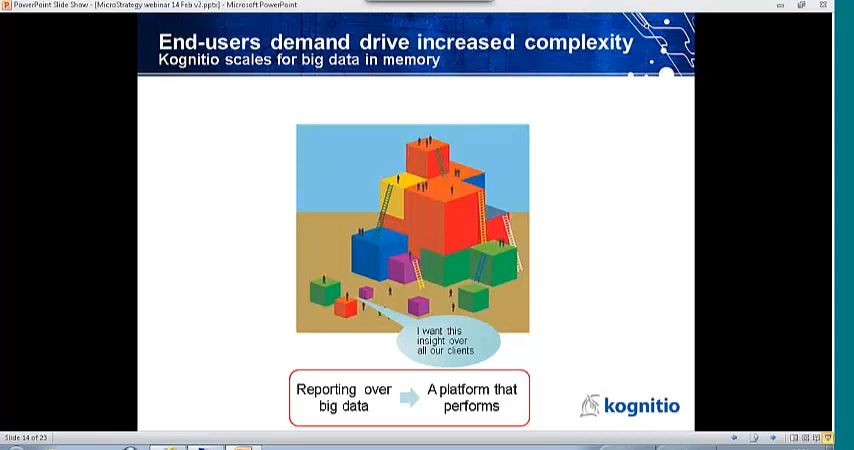 PowerPoint Slide Show - [MicroStrategy webinar 14 Feb v2.pptx] - Microsoft PowerPoint
End-users demand drive increased complexity
Kognitio scales for big data in memory
I want this
insight over
all our clients
Reporting over
big data
A platform that
performs
kognitio
Slide 14 of 23